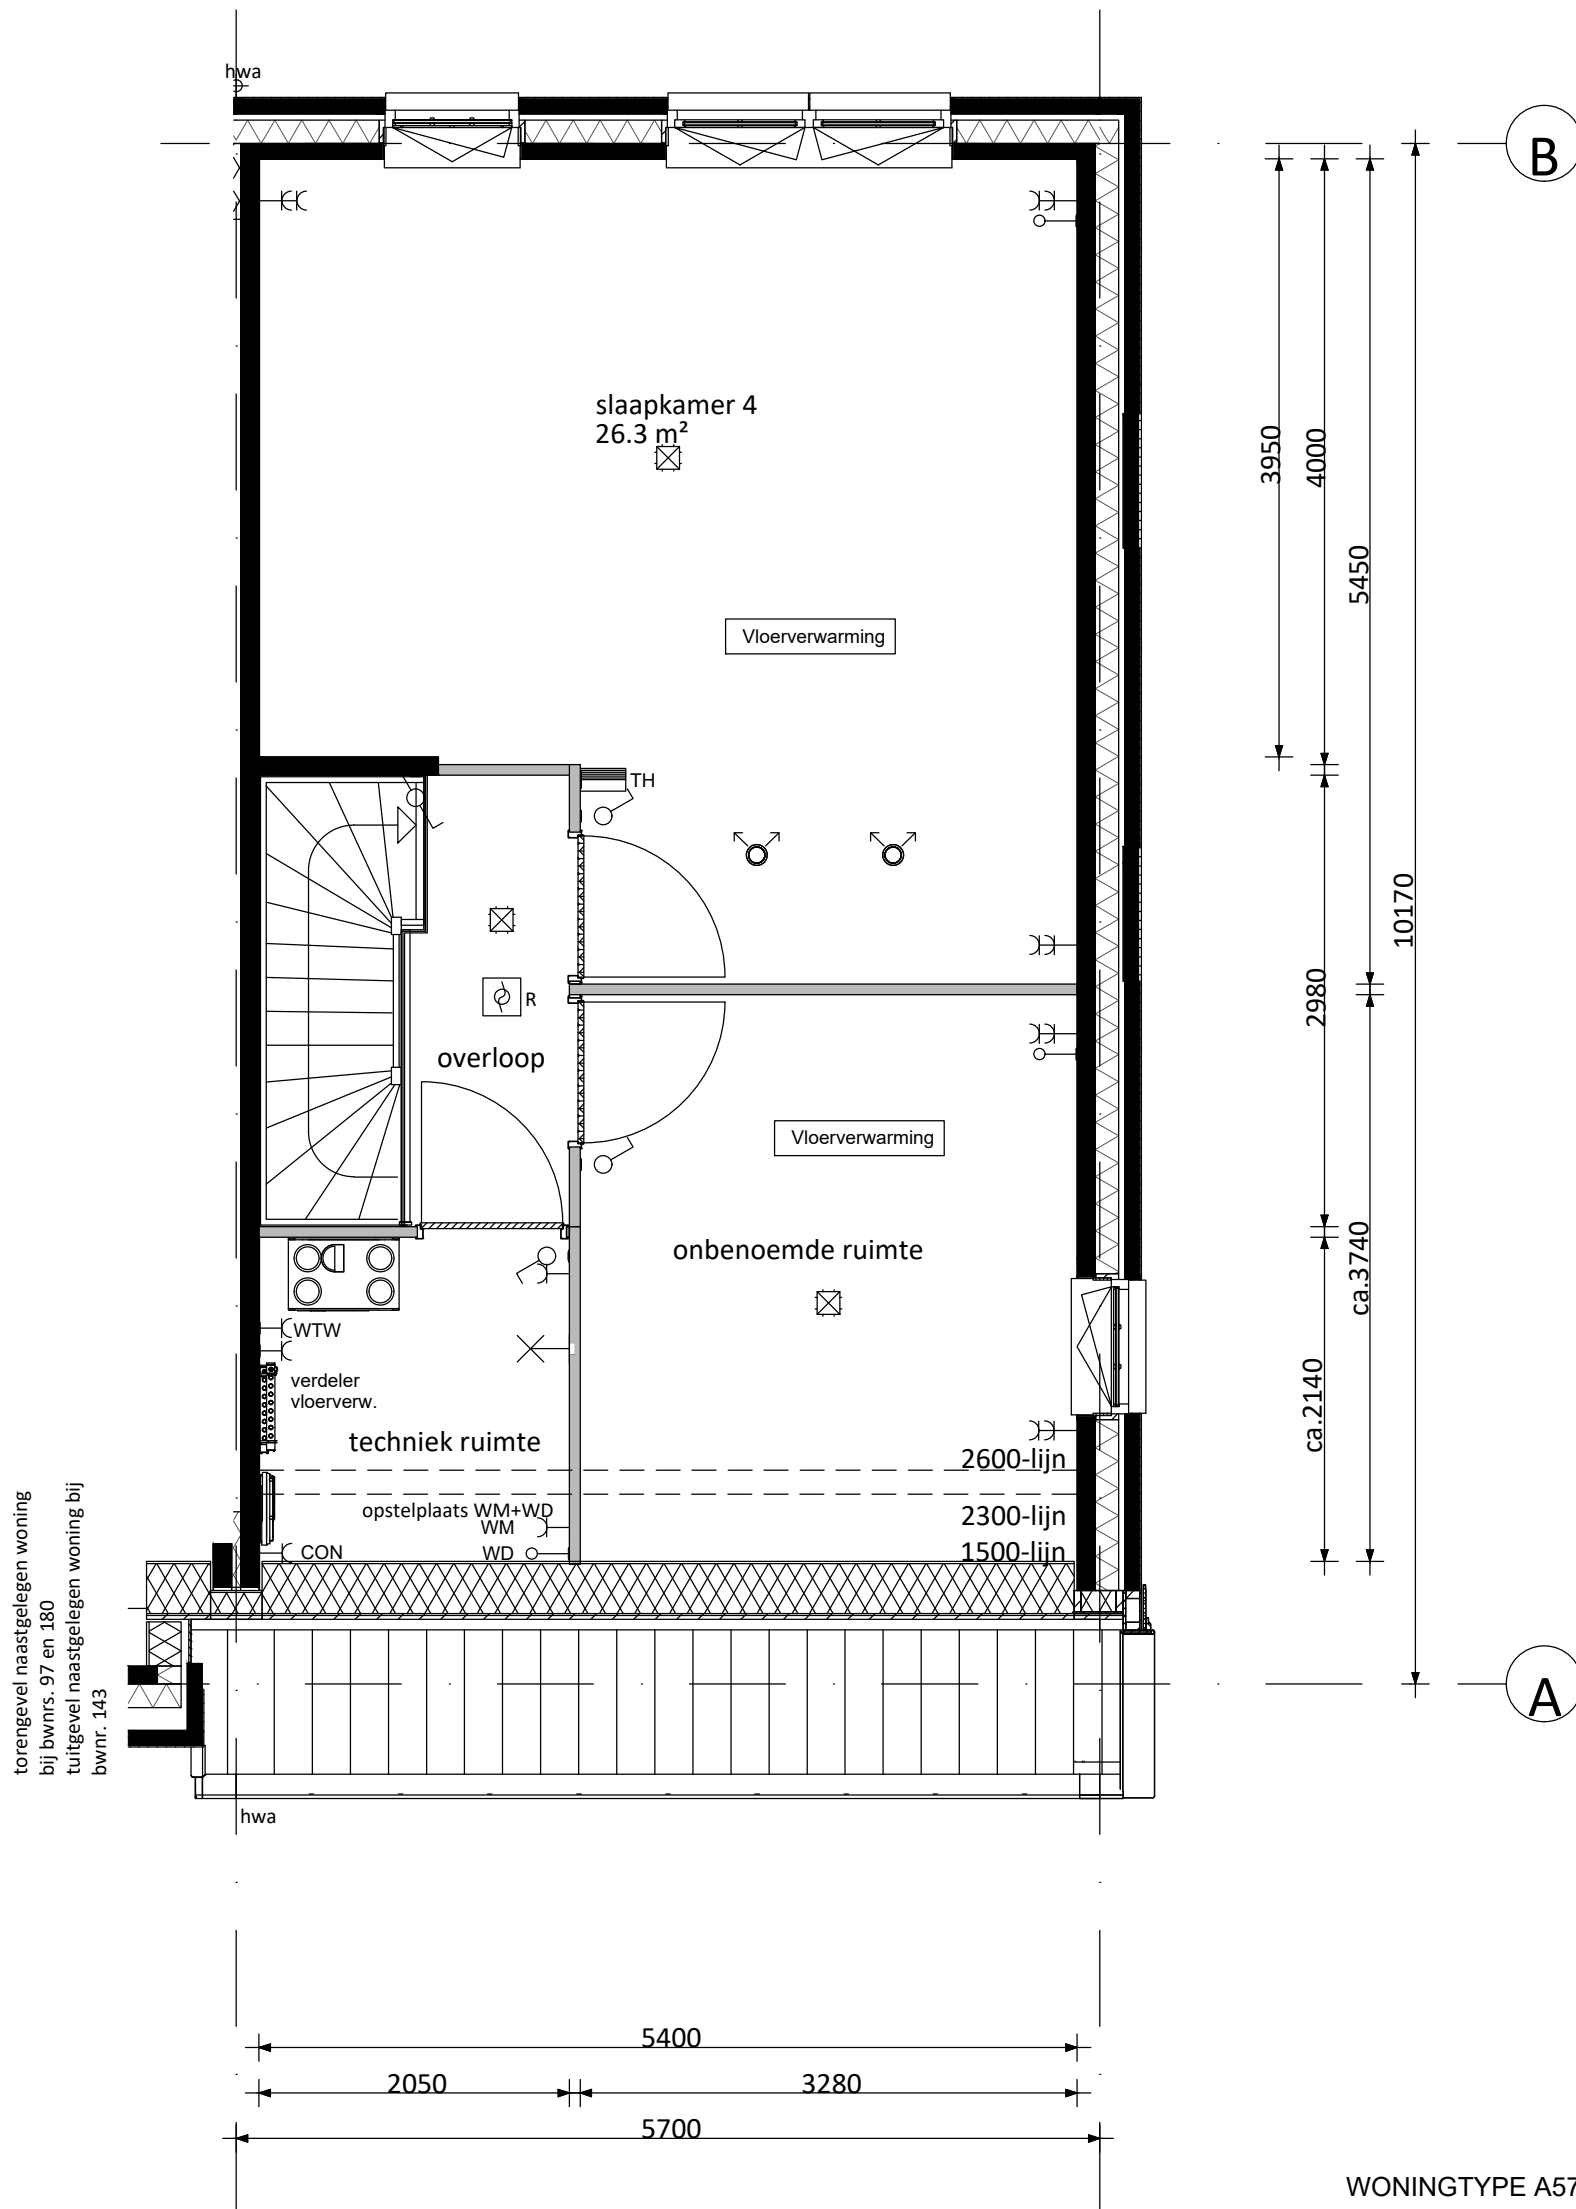 hwa
B
slaapkamer 4
26.3 m²
3950
4000
5450
Vloerverwarming
TH
10170
2980
R
overloop
Vloerverwarming
onbenoemde ruimte
ca.3740
WTW
verdeler
vloerverw.
ca.2140
techniek ruimte
2600-lijn
opstelplaats WM+WD
WM
2300-lijn
CON
WD
1500-lijn
torengevel naastgelegen woning
bij bwnrs. 97 en 180
tuitgevel naastgelegen woning bij
bwnr. 143
A
hwa
5400
2050
3280
5700
WONINGTYPE A57